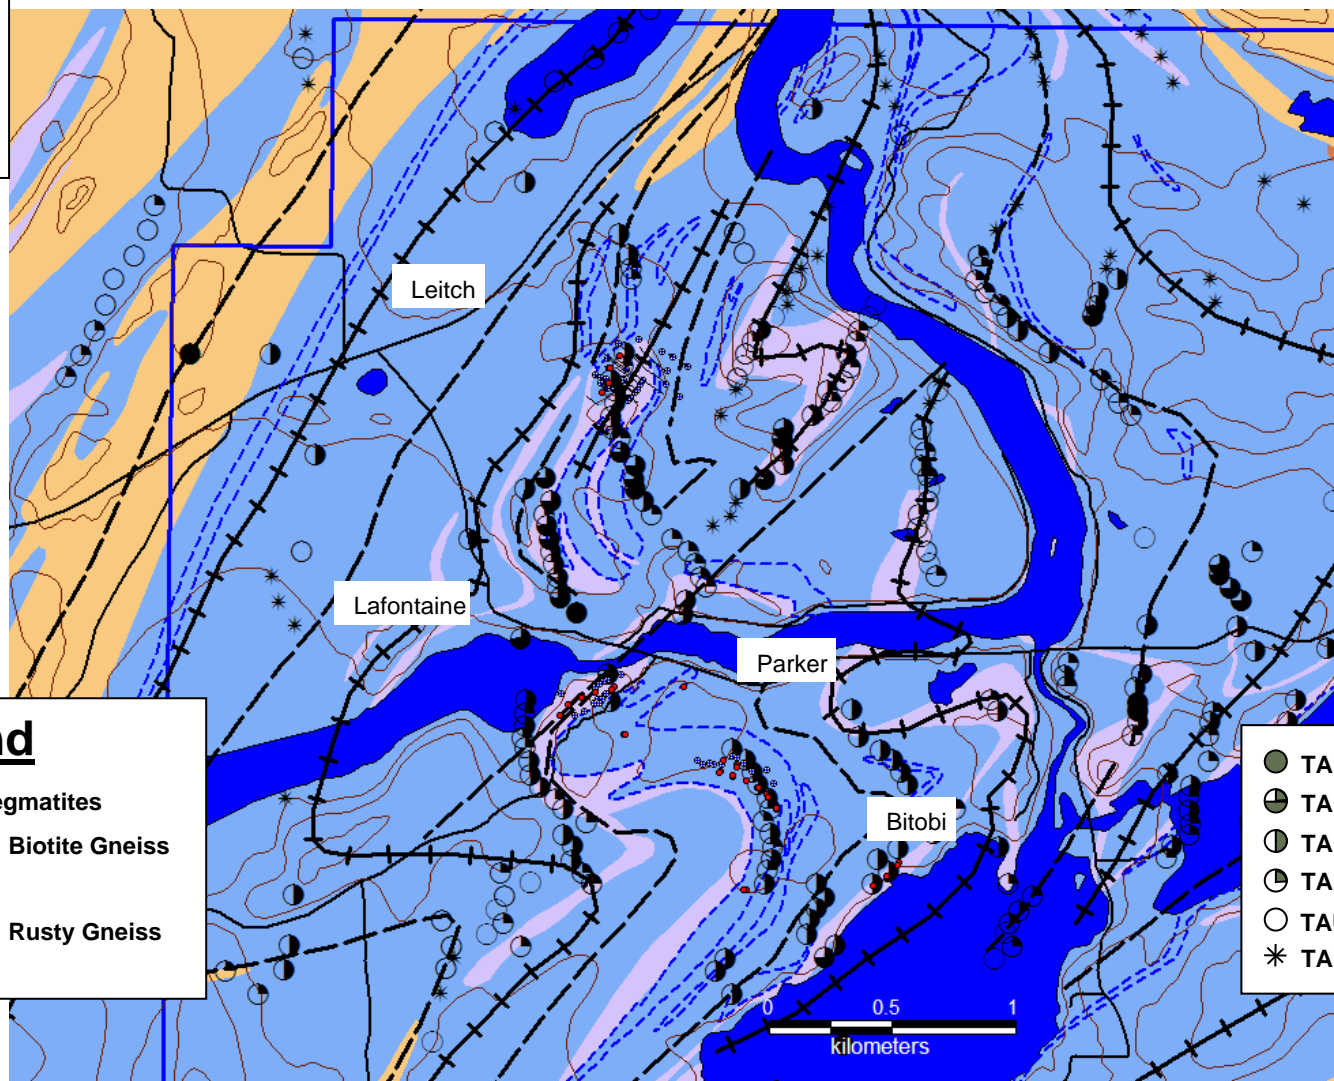 Leitch
Lafontaine
Parker
Bitobi
nd
egmatites
Biotite Gneiss
Rusty Gneiss
TA
TA
TA
TA
TA
TA
0 0.5 1
kilometers